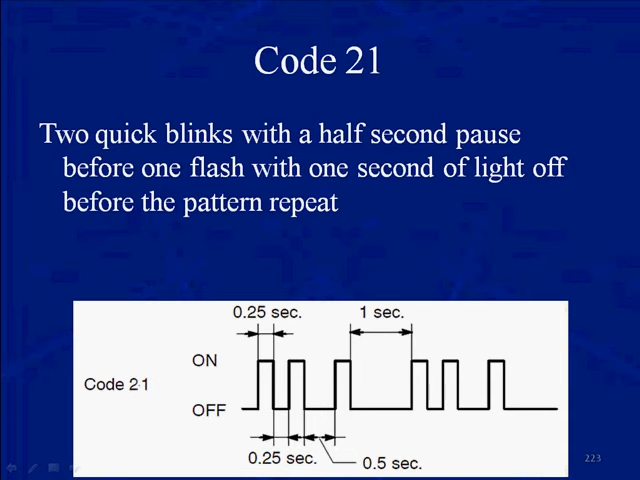 Code 21
Two quick blinks with a half second pause
before one flash with one second of light off
before the pattern repeat
0.25 sec.
1 sec.
ON
Code 21
OFF
0.25 sec.
0.5 sec.
223